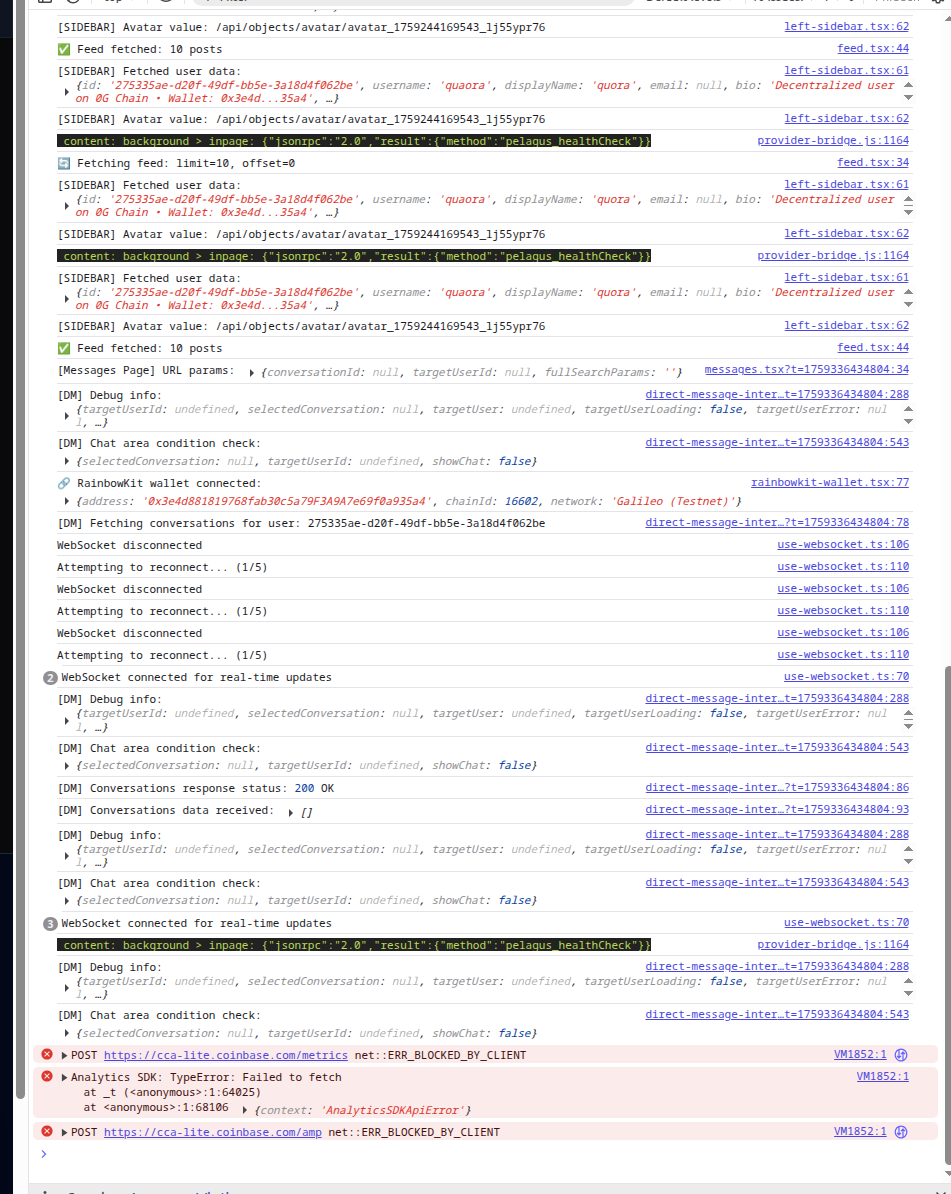 [SIDEBAR] Avatar value: /api/objects/avatar/avatar_1759244169543_1j55ypr76 left-sidebar.tsx:62
✅ Feed fetched: 10 posts feed.tsx:44
[SIDEBAR] Fetched user data: left-sidebar.tsx:61
{id: '275335ae-d20f-49df-bb5e-3a18d4f062be', username: 'quaora', displayName: 'quora', email: null, bio: 'Decentralized user
on 0G Chain • Wallet: 0x3e4d...35a4', …}
[SIDEBAR] Avatar value: /api/objects/avatar/avatar_1759244169543_1j55ypr76 left-sidebar.tsx:62
content: background > inpage: {"jsonrpc":"2.0","result":{"method":"pelagus_healthCheck"}} provider-bridge.js:1164
🔄 Fetching feed: limit=10, offset=0 feed.tsx:34
[SIDEBAR] Fetched user data: left-sidebar.tsx:61
{id: '275335ae-d20f-49df-bb5e-3a18d4f062be', username: 'quaora', displayName: 'quora', email: null, bio: 'Decentralized user
on 0G Chain • Wallet: 0x3e4d...35a4', …}
[SIDEBAR] Avatar value: /api/objects/avatar/avatar_1759244169543_1j55ypr76 left-sidebar.tsx:62
content: background > inpage: {"jsonrpc":"2.0","result":{"method":"pelagus_healthCheck"}} provider-bridge.js:1164
[SIDEBAR] Fetched user data: left-sidebar.tsx:61
{id: '275335ae-d20f-49df-bb5e-3a18d4f062be', username: 'quaora', displayName: 'quora', email: null, bio: 'Decentralized user
on 0G Chain • Wallet: 0x3e4d...35a4', …}
[SIDEBAR] Avatar value: /api/objects/avatar/avatar_1759244169543_1j55ypr76 left-sidebar.tsx:62
✅ Feed fetched: 10 posts feed.tsx:44
[Messages Page] URL params: {conversationId: null, targetUserId: null, fullSearchParams: ''} messages.tsx?t=1759336434804:34
[DM] Debug info: direct-message-inter…t=1759336434804:288
{targetUserId: undefined, selectedConversation: null, targetUser: undefined, targetUserLoading: false, targetUserError: nul
l, …}
[DM] Chat area condition check: direct-message-inter…t=1759336434804:543
{selectedConversation: null, targetUserId: undefined, showChat: false}
🔗 RainbowKit wallet connected: rainbowkit-wallet.tsx:77
{address: '0x3e4d881819768fab30c5a79F3A9A7e69f0a935a4', chainId: 16602, network: 'Galileo (Testnet)'}
[DM] Fetching conversations for user: 275335ae-d20f-49df-bb5e-3a18d4f062be direct-message-inter…?t=1759336434804:78
WebSocket disconnected use-websocket.ts:106
Attempting to reconnect... (1/5) use-websocket.ts:110
WebSocket disconnected use-websocket.ts:106
Attempting to reconnect... (1/5) use-websocket.ts:110
WebSocket disconnected use-websocket.ts:106
Attempting to reconnect... (1/5) use-websocket.ts:110
2 WebSocket connected for real-time updates use-websocket.ts:70
[DM] Debug info: direct-message-inter…t=1759336434804:288
{targetUserId: undefined, selectedConversation: null, targetUser: undefined, targetUserLoading: false, targetUserError: nul
l, …}
[DM] Chat area condition check: direct-message-inter…t=1759336434804:543
{selectedConversation: null, targetUserId: undefined, showChat: false}
[DM] Conversations response status: 200 OK direct-message-inter…?t=1759336434804:86
[DM] Conversations data received: [] direct-message-inter…?t=1759336434804:93
[DM] Debug info: direct-message-inter…t=1759336434804:288
{targetUserId: undefined, selectedConversation: null, targetUser: undefined, targetUserLoading: false, targetUserError: nul
l, …}
[DM] Chat area condition check: direct-message-inter…t=1759336434804:543
{selectedConversation: null, targetUserId: undefined, showChat: false}
3 WebSocket connected for real-time updates use-websocket.ts:70
content: background > inpage: {"jsonrpc":"2.0","result":{"method":"pelagus_healthCheck"}} provider-bridge.js:1164
[DM] Debug info: direct-message-inter…t=1759336434804:288
{targetUserId: undefined, selectedConversation: null, targetUser: undefined, targetUserLoading: false, targetUserError: nul
l, …}
[DM] Chat area condition check: direct-message-inter…t=1759336434804:543
{selectedConversation: null, targetUserId: undefined, showChat: false}
POST https://cca-lite.coinbase.com/metrics net::ERR_BLOCKED_BY_CLIENT VM1852:1
Analytics SDK: TypeError: Failed to fetch VM1852:1
at _t (<anonymous>:1:64025)
at <anonymous>:1:68106 {context: 'AnalyticsSDKApiError'}
POST https://cca-lite.coinbase.com/amp net::ERR_BLOCKED_BY_CLIENT VM1852:1